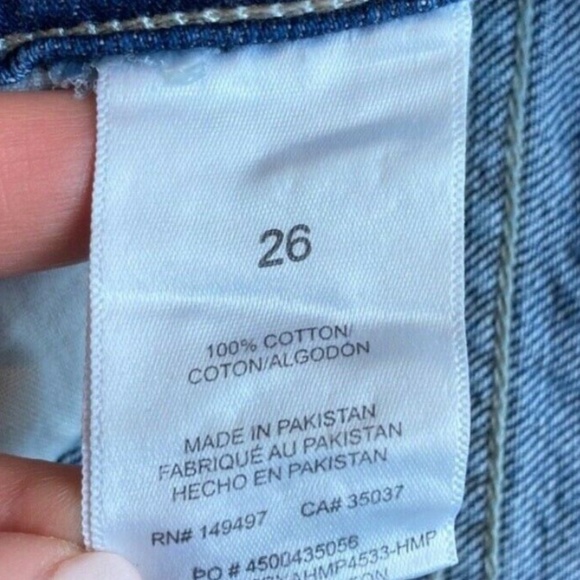 26
100% COTTON/
COTON/ALGODÓN
MADE IN PAKISTAN
FABRIQUÉ AU PAKISTAN
HECHO EN PAKISTAN
RN# 149497 CA# 35037
PO # 4500435056